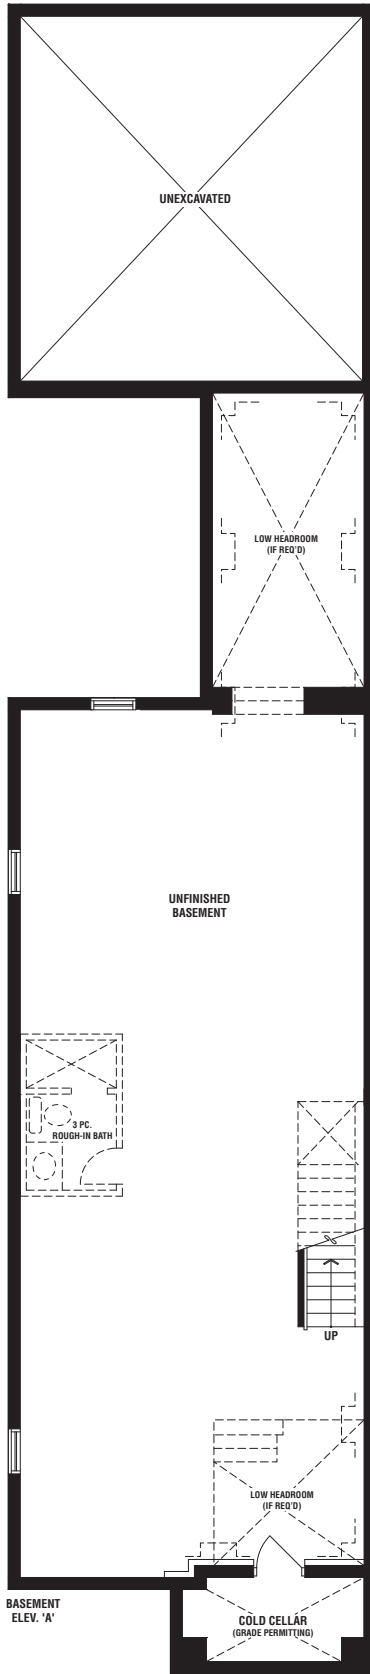 UNEXCAVATED
LOW HEADROOM
(IF REQ'D)
UNFINISHED
BASEMENT
3 PC.
ROUGH-IN BATH
UP
LOW HEADROOM
(IF REQ'D)
BASEMENT
ELEV. 'A'
COLD CELLAR
(GRADE PERMITTING)